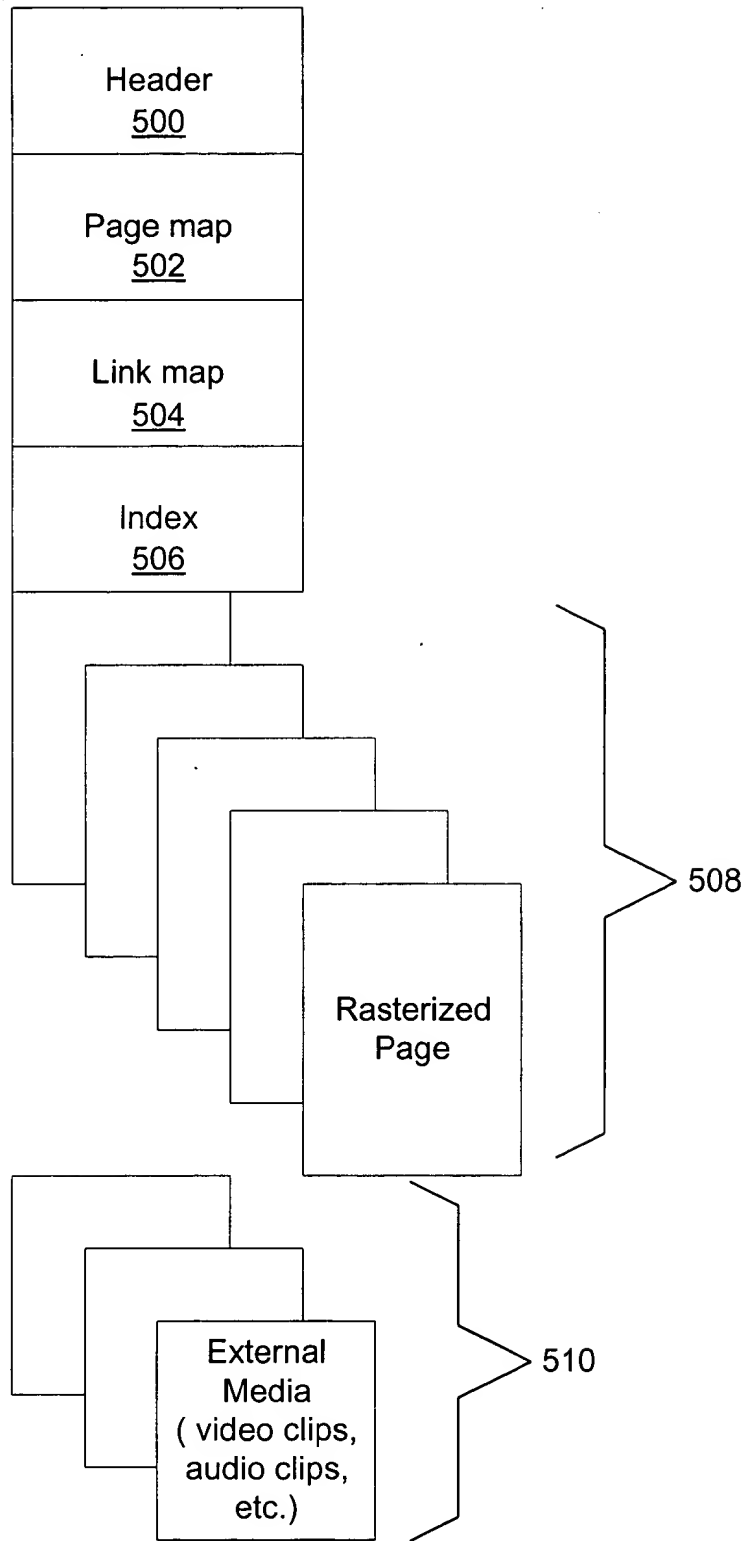 Header
500
Page map
502
Link map
504
Index
506
508
Rasterized
Page
External
Media
( video clips,
audio clips,
etc.)
510